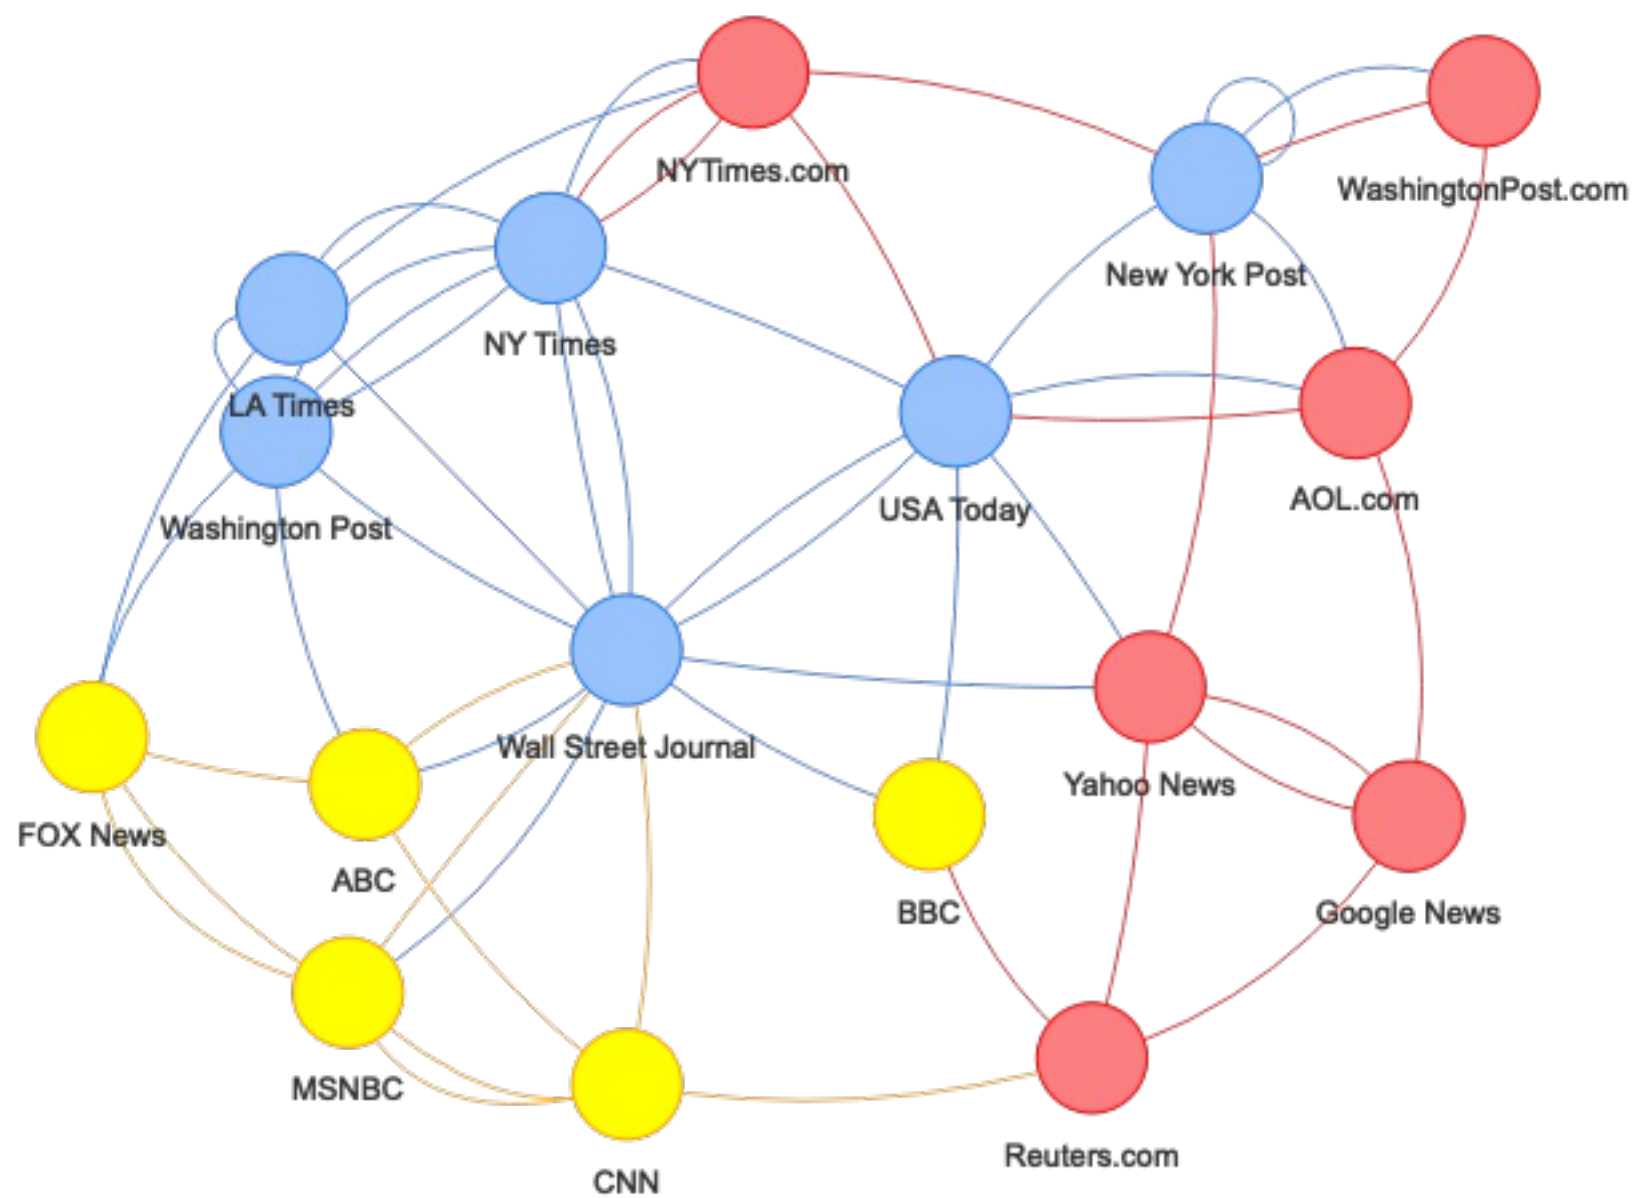 NYTimes.com
WashingtonPost.com
New York Post
NY Times
LA Times
AOL.com
USA Today
Washington Post
Wall Street Journal
Yahoo News
FOX News
ABC
BBC
Google News
MSNBC
Reuters.com
CNN